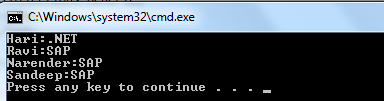 C:\Windows\system32\cmd.exe
Hari:.NET
Ravi:SAP
Narender:SAP
Sandeep:SAP
Press any key to continue . . .